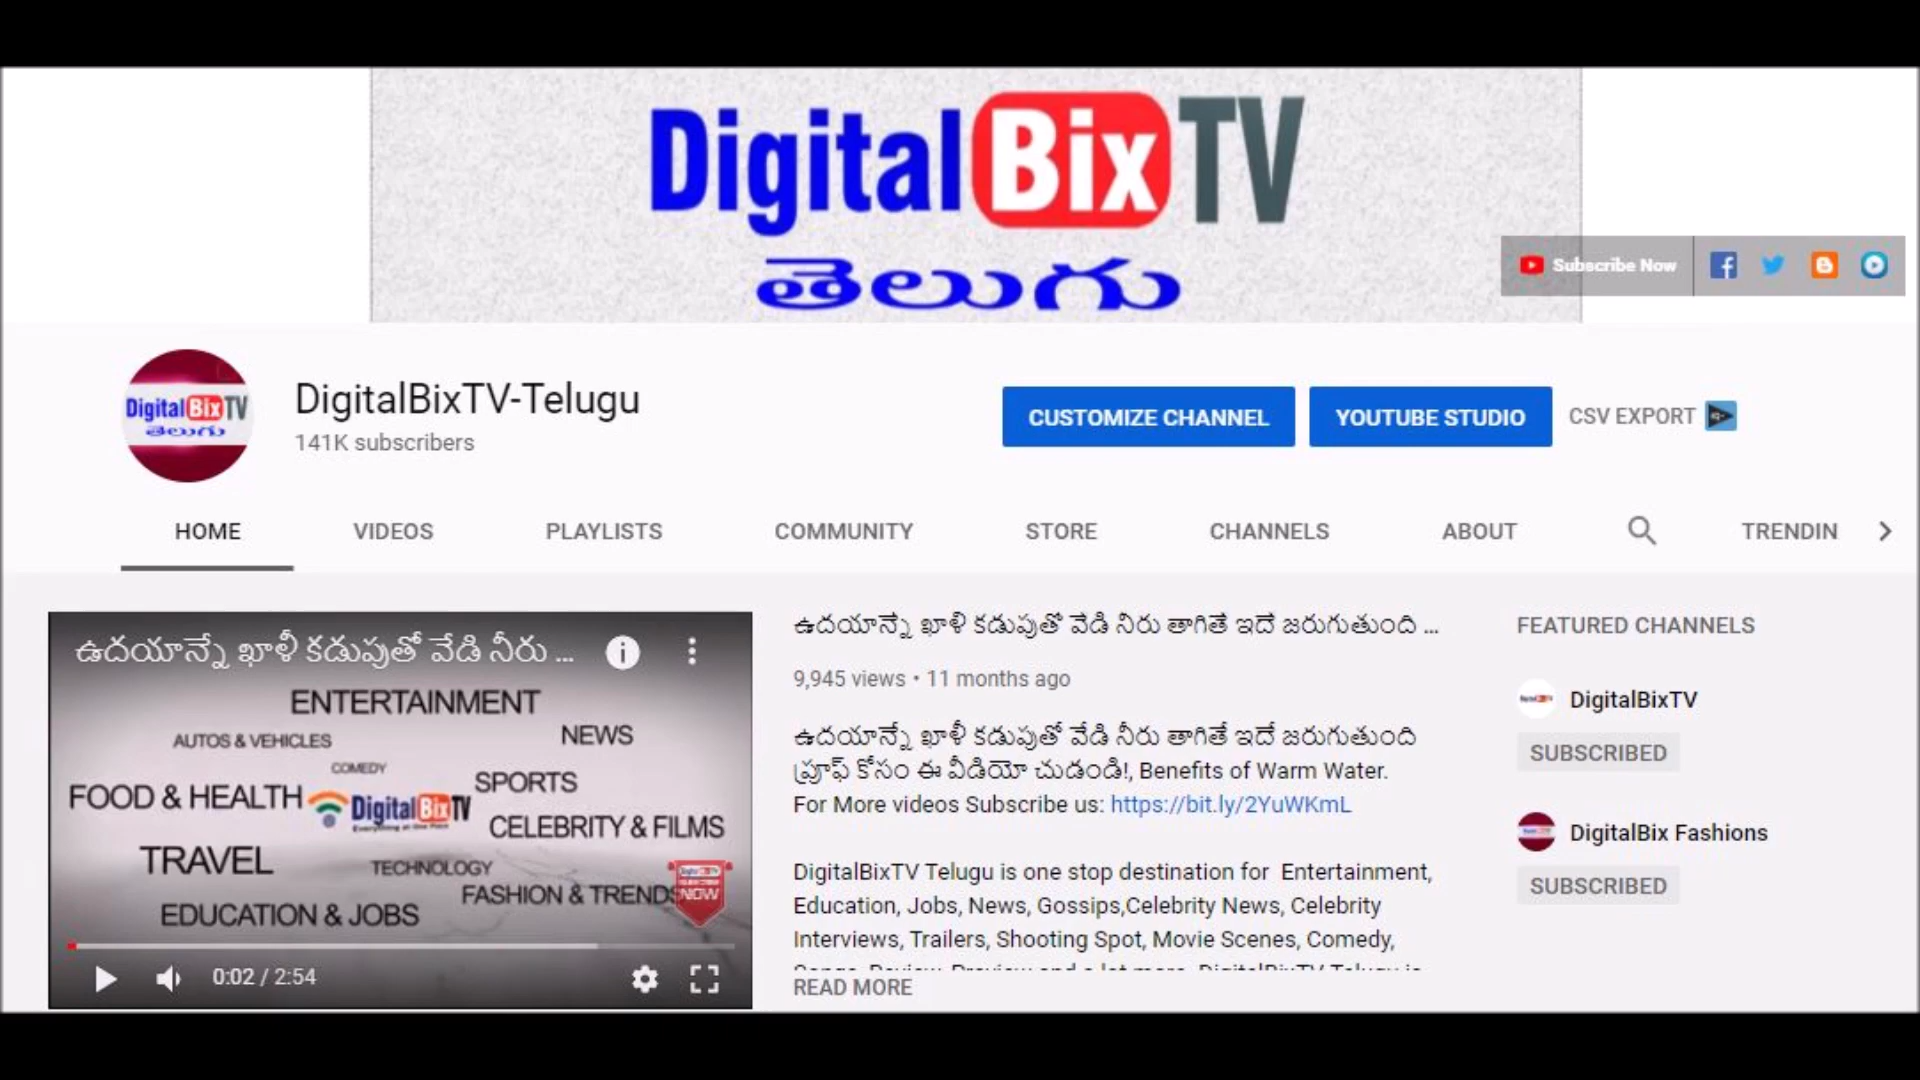 DigitalBixTV
తెలుగు
Subscribe Now
DigitalBixTV
తెలుగు
DigitalBixTV-Telugu
141K subscribers
CUSTOMIZE CHANNEL
YOUTUBE STUDIO
CSV EXPORT
HOME
VIDEOS
PLAYLISTS
COMMUNITY
STORE
CHANNELS
ABOUT
TRENDIN
ఉదయాన్నే ఖాళీ కడుపుతో వేడి నీరు ...
ENTERTAINMENT
AUTOS & VEHICLES
NEWS
COMEDY
FOOD & HEALTH
SPORTS
DigitalBixTV
CELEBRITY & FILMS
TRAVEL
TECHNOLOGY
FASHION & TRENDS
NOW
EDUCATION & JOBS
0:02 / 2:54
ఉదయాన్నే ఖాళీ కడుపుతో వేడి నీరు తాగితే ఇదే జరుగుతుంది ...
9,945 views • 11 months ago
ఉదయాన్నే ఖాళీ కడుపుతో వేడి నీరు తాగితే ఇదే జరుగుతుంది
ప్రూఫ్ కోసం ఈ వీడియో చుడండి!, Benefits of Warm Water.
For More videos Subscribe us: https://bit.ly/2YuWKmL
DigitalBixTV Telugu is one stop destination for Entertainment,
Education, Jobs, News, Gossips,Celebrity News, Celebrity
Interviews, Trailers, Shooting Spot, Movie Scenes, Comedy,
READ MORE
FEATURED CHANNELS
DigitalBixTV
SUBSCRIBED
DigitalBix Fashions
SUBSCRIBED